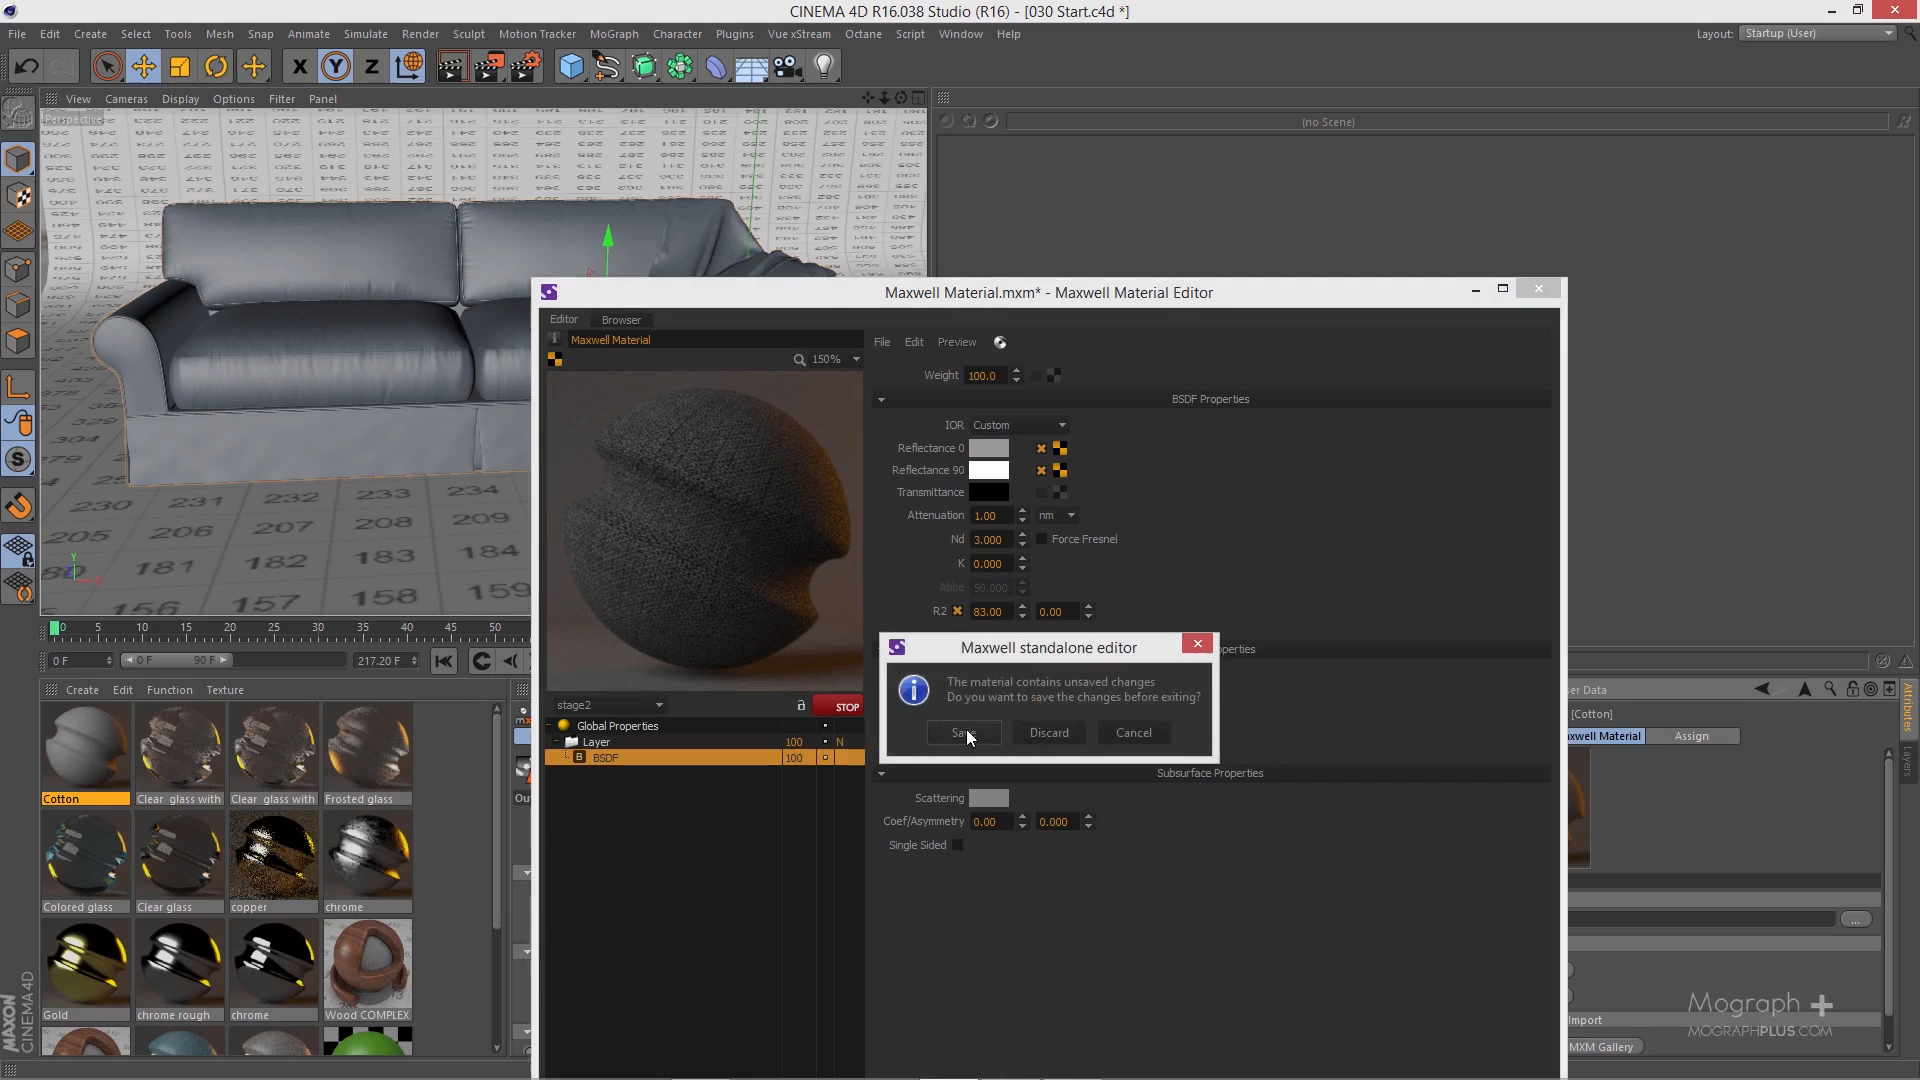 CINEMA 4D R16.038 Studio (R16) - [030 Start.c4d *]
File Edit Create Select Tools Mesh Snap Animate Simulate Render Sculpt Motion Tracker MoGraph Character Plugins Vue xStream Octane Script Window Help
Layout: Startup (User)
X Y Z
View Cameras Display Options Filter Panel
Perspective
(no Scene)
230 231 232 233 234
205 206 207 208 209
181 182 183 184
156 157 158 159
0 5 10 15 20 25 30 35 40 45 50
0 F 0 F 90 F 217.20 F
Create Edit Function Texture
Cotton Clear glass with Clear glass with Frosted glass
Colored glass Clear glass copper chrome
Gold chrome rough chrome Wood COMPLEX
MAXON
CINEMA 4D
Maxwell Material.mxm* - Maxwell Material Editor
Editor Browser
Maxwell Material
150%
stage2
STOP
Global Properties
Layer 100 N
B BSDF 100
File Edit Preview
Weight 100.0
BSDF Properties
IOR Custom
Reflectance 0
Reflectance 90
Transmittance
Attenuation 1.00 nm
Nd 3.000 Force Fresnel
K 0.000
Abbe 50.000
R2 83.00 0.00
operties
Maxwell standalone editor
The material contains unsaved changes
Do you want to save the changes before exiting?
Save Discard Cancel
Subsurface Properties
Scattering
Coef/Asymmetry 0.00 0.000
Single Sided
ser Data
[Cotton]
axwell Material Assign
Attributes
Layers
...
Import
MXM Gallery
Mograph +
MOGRAPHPLUS.COM